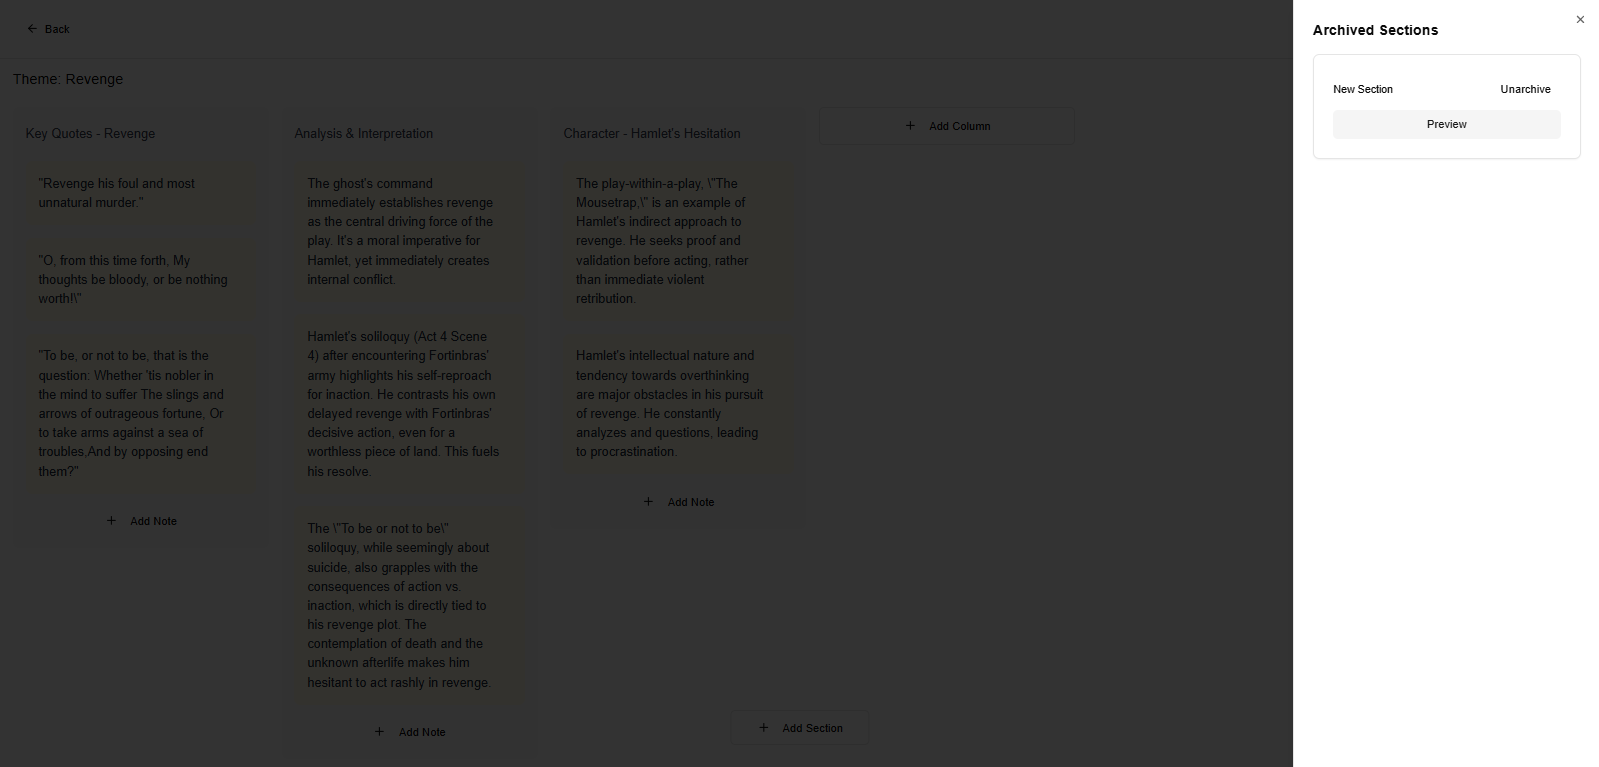 Back
Theme: Revenge
Key Quotes - Revenge
"Revenge his foul and most
unnatural murder."
"O, from this time forth, My
thoughts be bloody, or be nothing
worth!\"
"To be, or not to be, that is the
question: Whether 'tis nobler in
the mind to suffer The slings and
arrows of outrageous fortune, Or
to take arms against a sea of
troubles,And by opposing end
them?"
Add Note
Analysis & Interpretation
The ghost's command
immediately establishes revenge
as the central driving force of the
play. It's a moral imperative for
Hamlet, yet immediately creates
internal conflict.
Hamlet's soliloquy (Act 4 Scene
4) after encountering Fortinbras'
army highlights his self-reproach
for inaction. He contrasts his own
delayed revenge with Fortinbras'
decisive action, even for a
worthless piece of land. This fuels
his resolve.
The \"To be or not to be\"
soliloquy, while seemingly about
suicide, also grapples with the
consequences of action vs.
inaction, which is directly tied to
his revenge plot. The
contemplation of death and the
unknown afterlife makes him
hesitant to act rashly in revenge.
Add Note
Character - Hamlet's Hesitation
The play-within-a-play, \"The
Mousetrap,\" is an example of
Hamlet's indirect approach to
revenge. He seeks proof and
validation before acting, rather
than immediate violent
retribution.
Hamlet's intellectual nature and
tendency towards overthinking
are major obstacles in his pursuit
of revenge. He constantly
analyzes and questions, leading
to procrastination.
Add Note
Add Column
Add Section
Archived Sections
New Section
Unarchive
Preview